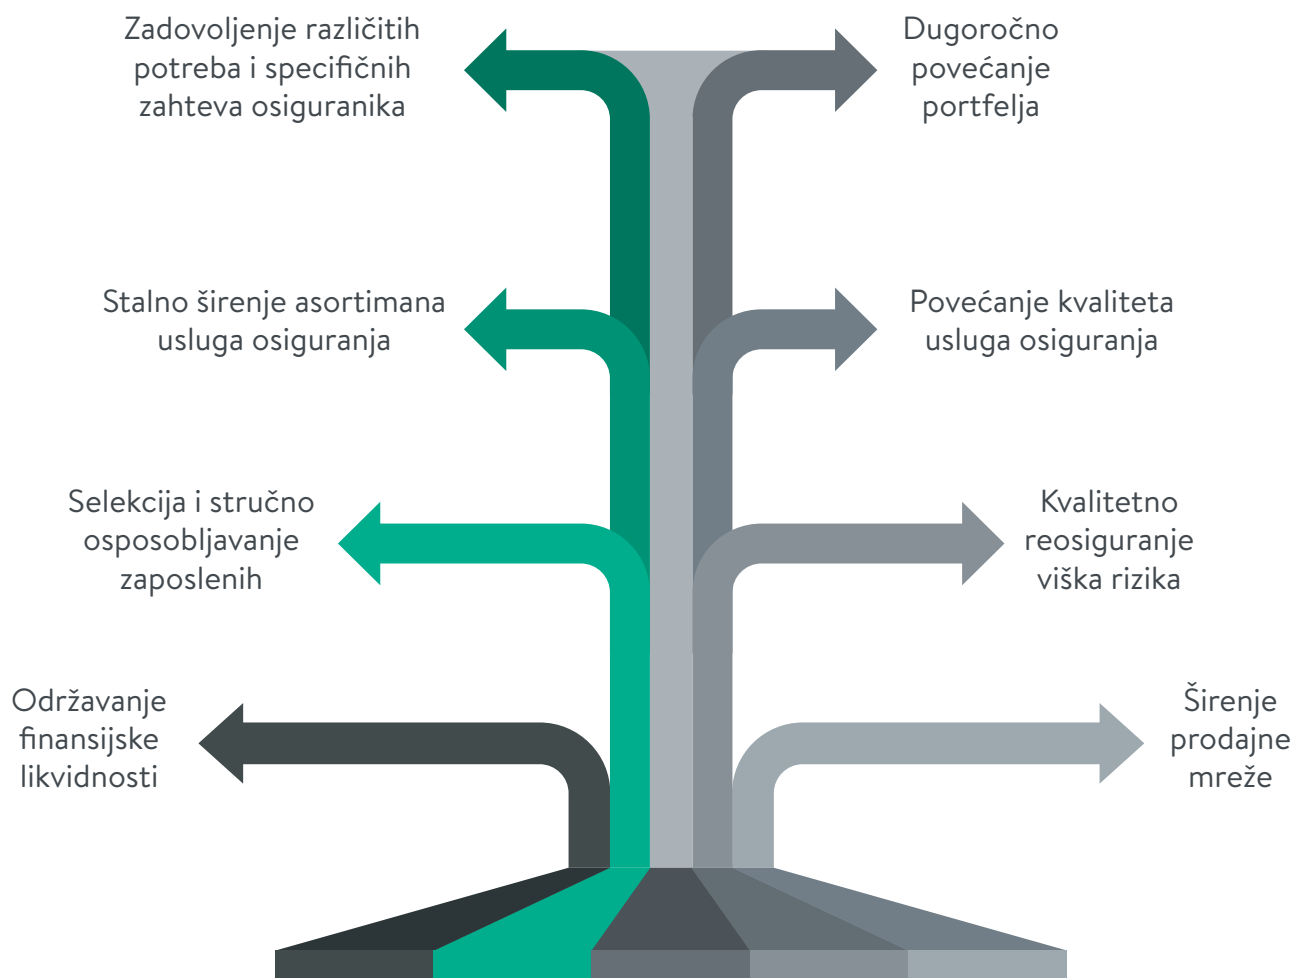 Zadovoljenje različitih
potreba i specifičnih
zahteva osiguranika
Dugoročno
povećanje
portfelja
Stalno širenje asortimana
usluga osiguranja
Povećanje kvaliteta
usluga osiguranja
Selekcija i stručno
osposobljavanje
zaposlenih
Kvalitetno
reosiguranje
viška rizika
Održavanje
finansijske
likvidnosti
Širenje
prodajne
mreže